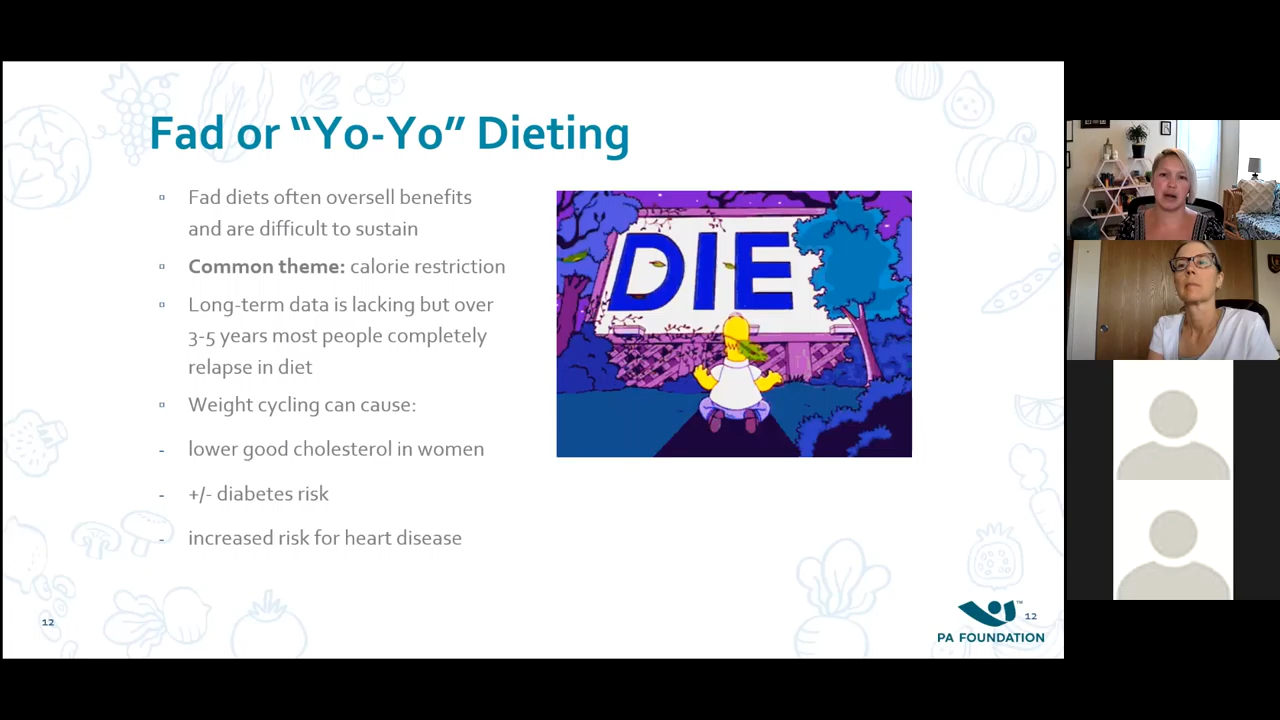 Fad or “Yo-Yo” Dieting
Fad diets often oversell benefits
and are difficult to sustain
Common theme: calorie restriction
Long-term data is lacking but over
3-5 years most people completely
relapse in diet
Weight cycling can cause:
- lower good cholesterol in women
- +/- diabetes risk
- increased risk for heart disease
DIE
12
12
PA FOUNDATION™